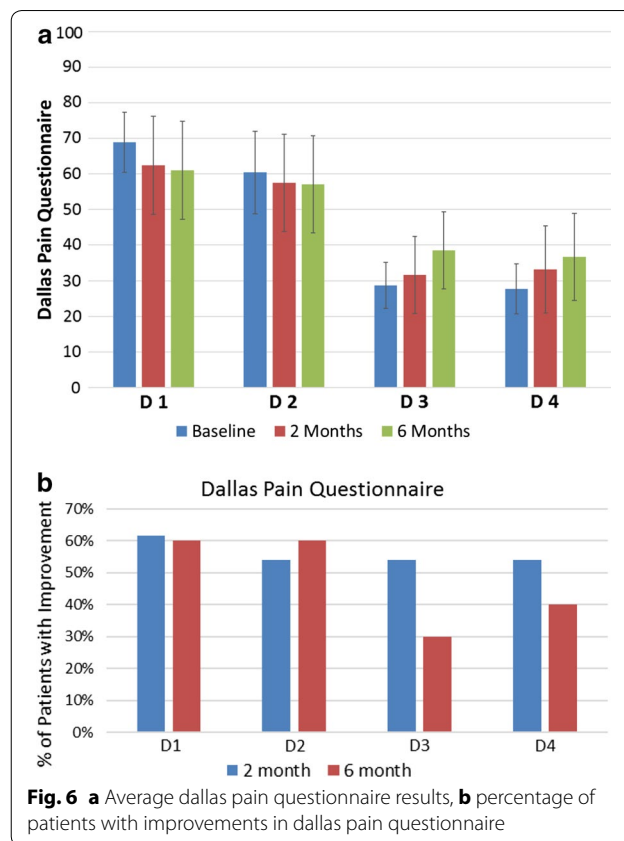 a
100
90
80
70
60
50
40
30
20
10
0
Dallas Pain Questionnaire
D 1 D 2 D 3 D 4
Baseline 2 Months 6 Months
b
Dallas Pain Questionnaire
70%
60%
50%
40%
30%
20%
10%
0%
% of Patients with Improvement
D1 D2 D3 D4
2 month 6 month
Fig. 6 a Average dallas pain questionnaire results, b percentage of
patients with improvements in dallas pain questionnaire